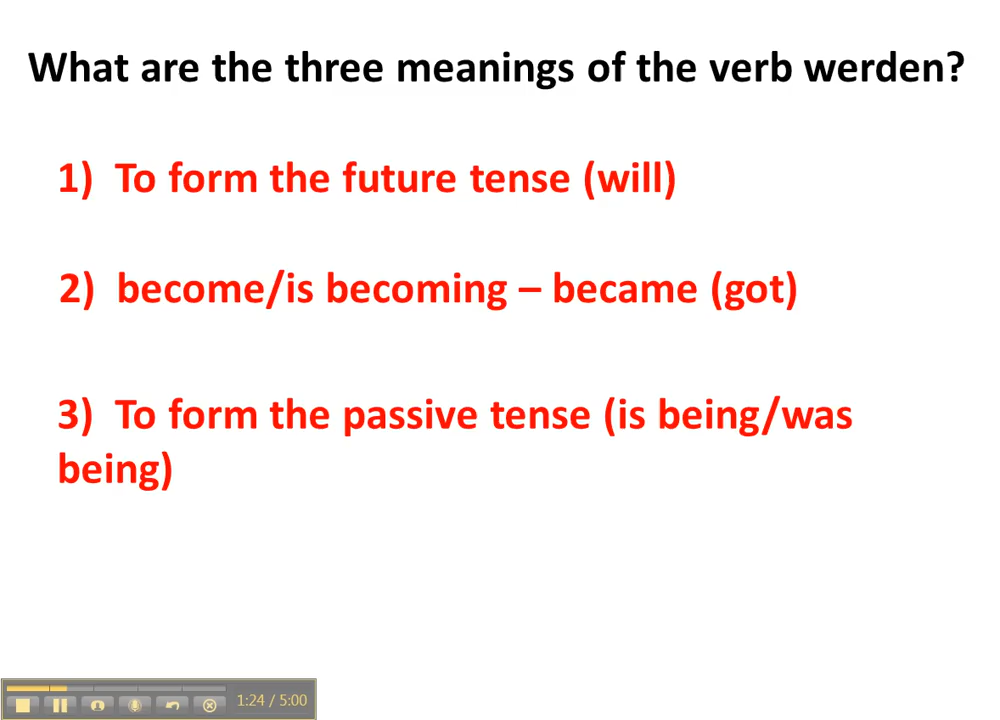 What are the three meanings of the verb werden?
1) To form the future tense (will)
2) become/is becoming – became (got)
3) To form the passive tense (is being/was
being)
1:24 / 5:00